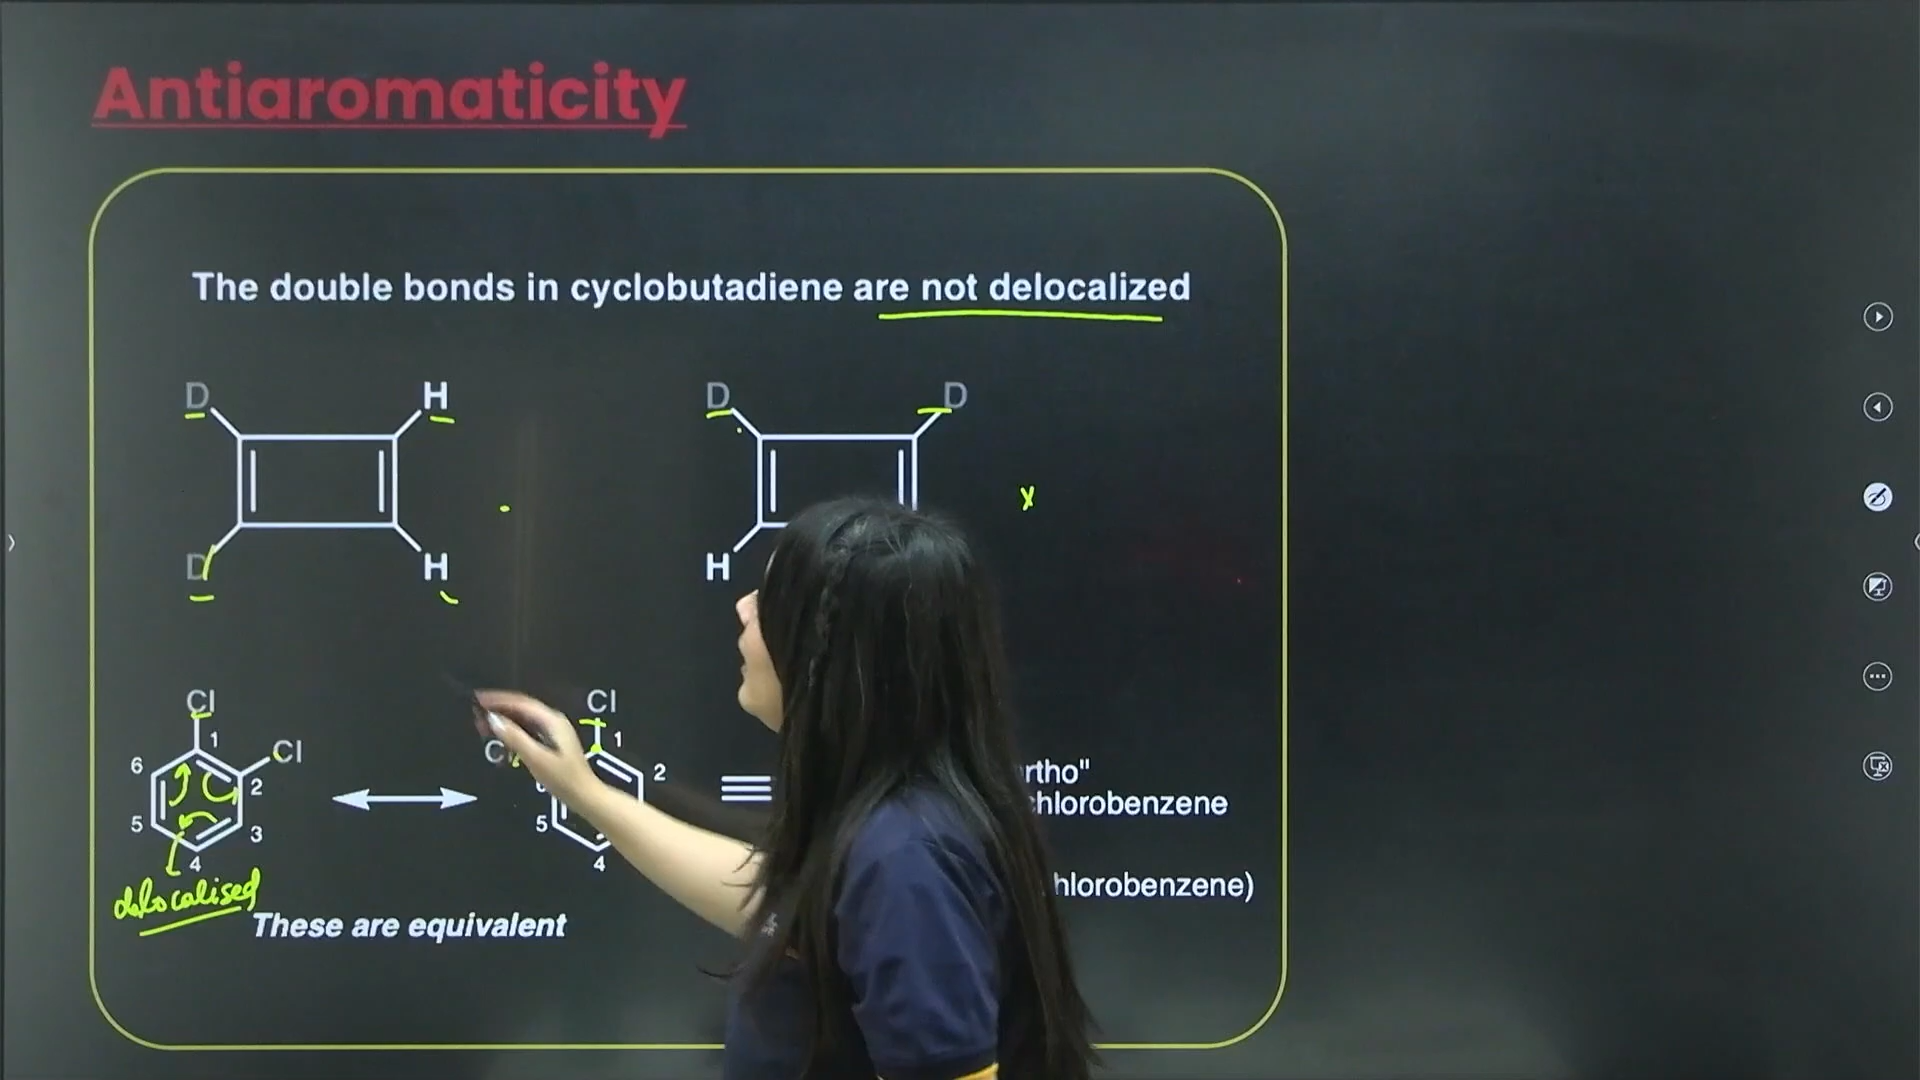 Antiaromaticity
The double bonds in cyclobutadiene are not delocalized
D H D D
D H H
Cl Cl
1 Cl Cl 1
6 2 2
5 3 5
4 4
rtho"
chlorobenzene
hlorobenzene)
delocalised
These are equivalent